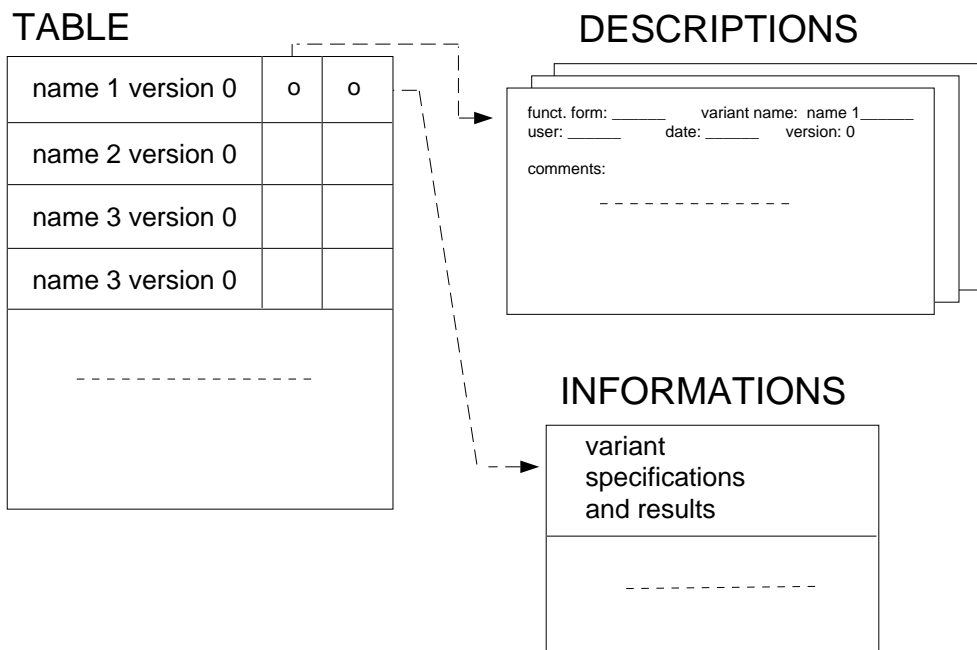 TABLE
name 1 version 0 o o
name 2 version 0
name 3 version 0
name 3 version 0
DESCRIPTIONS
funct. form: ______ variant name: name 1______
user: ______ date: ______ version: 0
comments:
INFORMATIONS
variant
specifications
and results